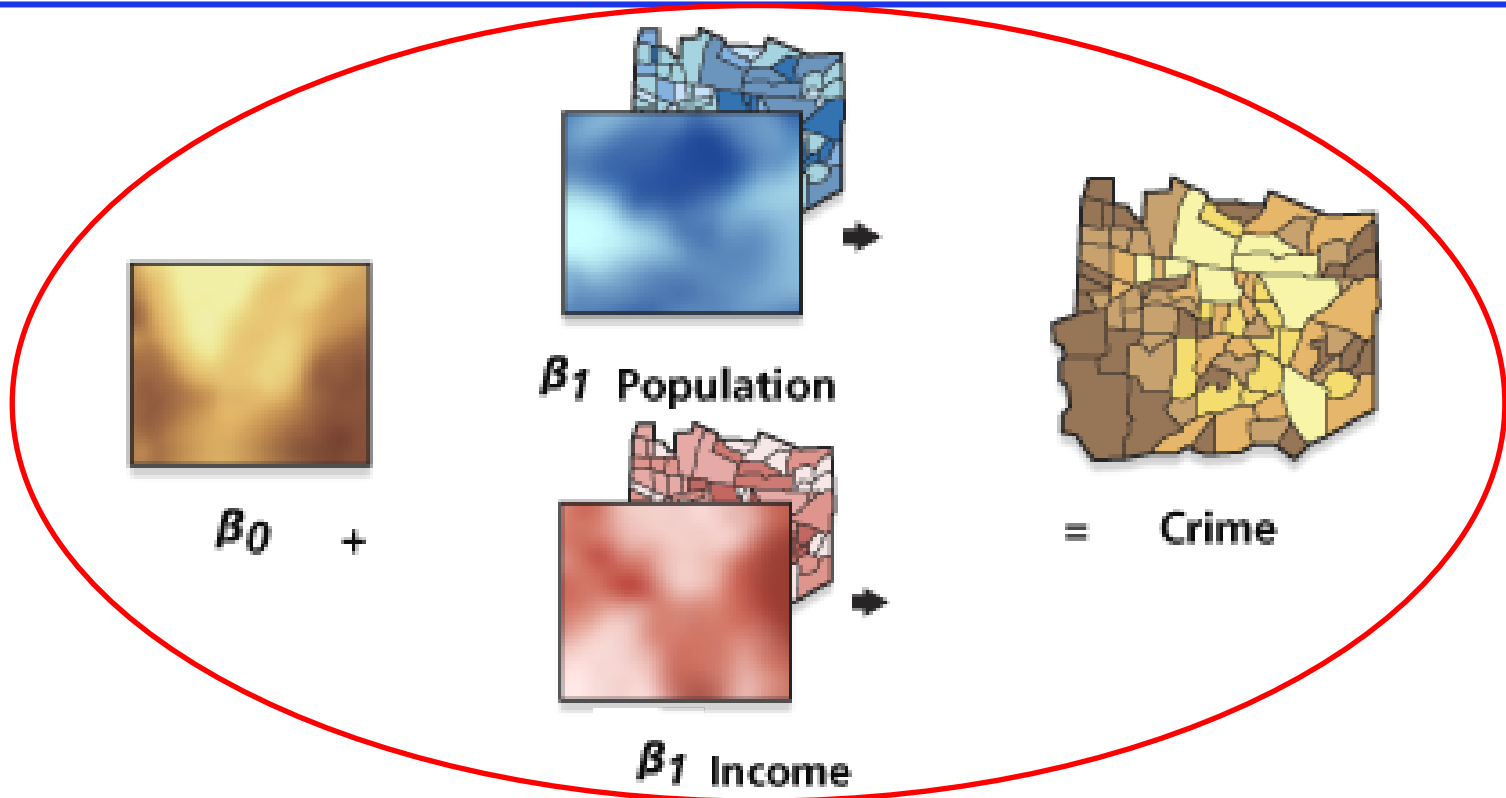 β1 Population
β0 +
= Crime
β1 Income